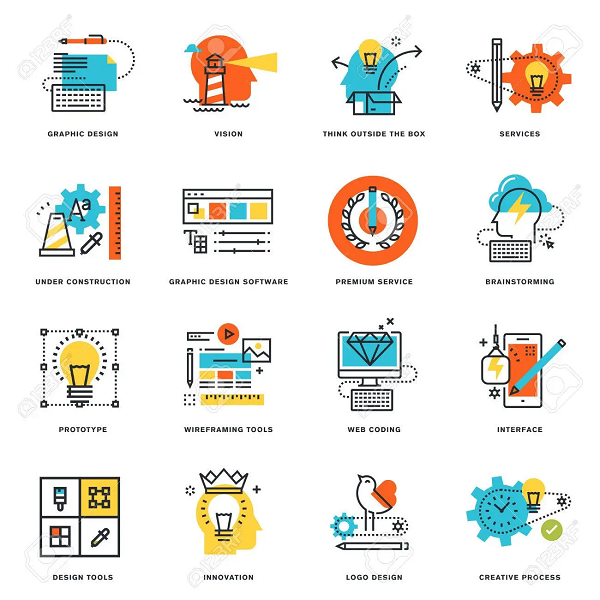 GRAPHIC DESIGN
VISION
THINK OUTSIDE THE BOX
SERVICES
Aa
UNDER CONSTRUCTION
T
GRAPHIC DESIGN SOFTWARE
PREMIUM SERVICE
BRAINSTORMING
PROTOTYPE
WIREFRAMING TOOLS
WEB CODING
INTERFACE
DESIGN TOOLS
INNOVATION
LOGO DESIGN
CREATIVE PROCESS